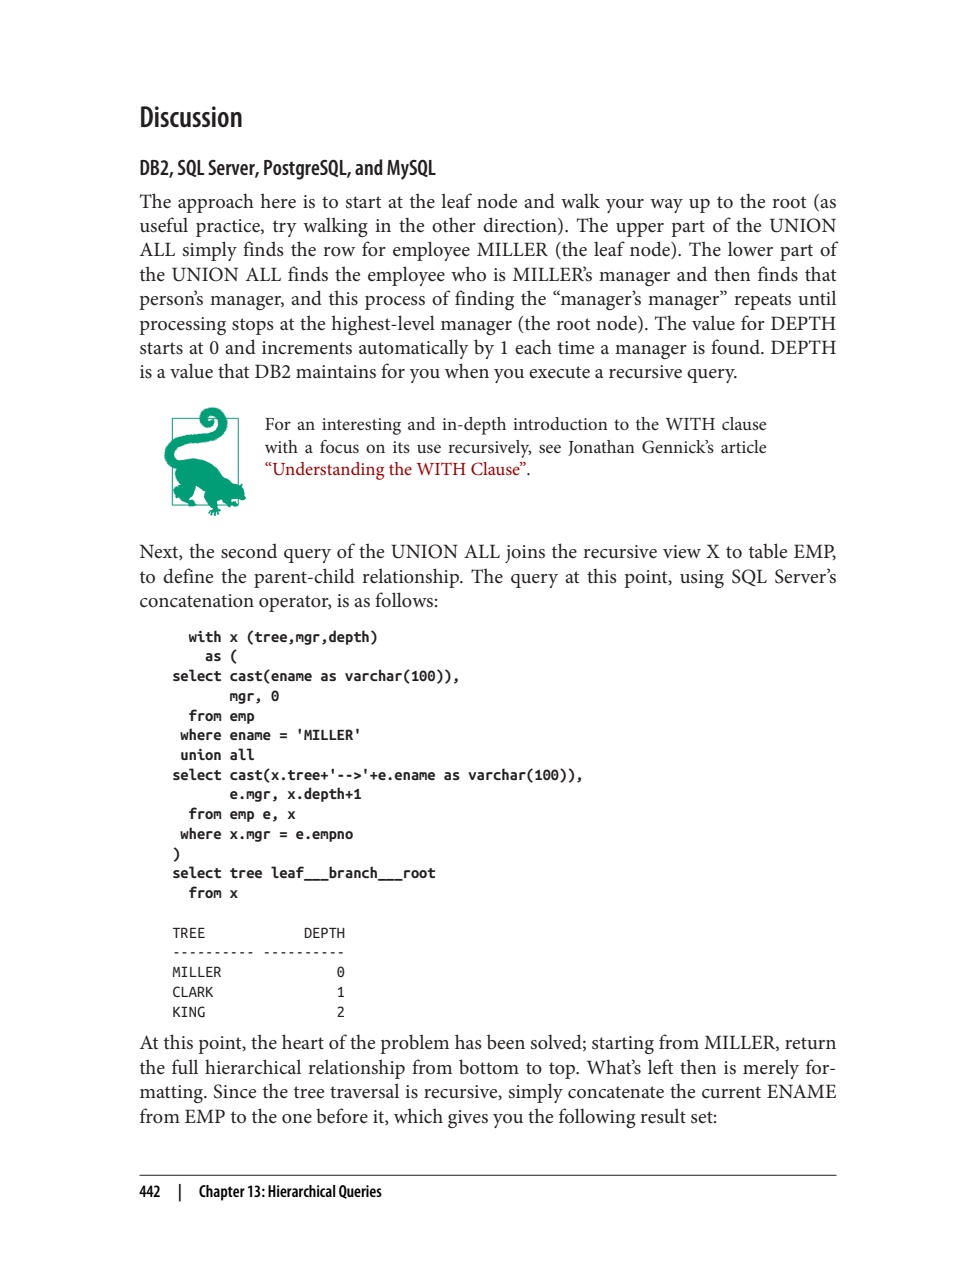 Discussion
DB2, SQL Server, PostgreSQL, and MySQL
The approach here is to start at the leaf node and walk your way up to the root (as
useful practice, try walking in the other direction). The upper part of the UNION
ALL simply finds the row for employee MILLER (the leaf node). The lower part of
the UNION ALL finds the employee who is MILLER’s manager and then finds that
person’s manager, and this process of finding the “manager’s manager” repeats until
processing stops at the highest-level manager (the root node). The value for DEPTH
starts at 0 and increments automatically by 1 each time a manager is found. DEPTH
is a value that DB2 maintains for you when you execute a recursive query.
For an interesting and in-depth introduction to the WITH clause
with a focus on its use recursively, see Jonathan Gennick’s article
“Understanding the WITH Clause”.
Next, the second query of the UNION ALL joins the recursive view X to table EMP,
to define the parent-child relationship. The query at this point, using SQL Server’s
concatenation operator, is as follows:
  with x (tree,mgr,depth)
    as (
select cast(ename as varchar(100)),
       mgr, 0
  from emp
 where ename = 'MILLER'
 union all
select cast(x.tree+'-->'+e.ename as varchar(100)),
       e.mgr, x.depth+1
  from emp e, x
 where x.mgr = e.empno
)
select tree leaf___branch___root
  from x
TREE            DEPTH
---------- ----------
MILLER              0
CLARK               1
KING                2
At this point, the heart of the problem has been solved; starting from MILLER, return
the full hierarchical relationship from bottom to top. What’s left then is merely for-
matting. Since the tree traversal is recursive, simply concatenate the current ENAME
from EMP to the one before it, which gives you the following result set:
442 | Chapter 13: Hierarchical Queries